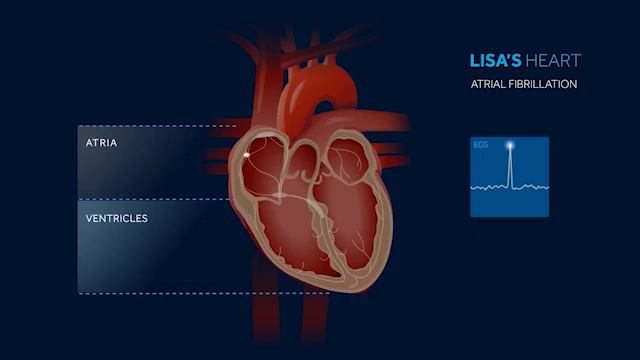 LISA'S HEART
ATRIAL FIBRILLATION
ATRIA
ECG
VENTRICLES